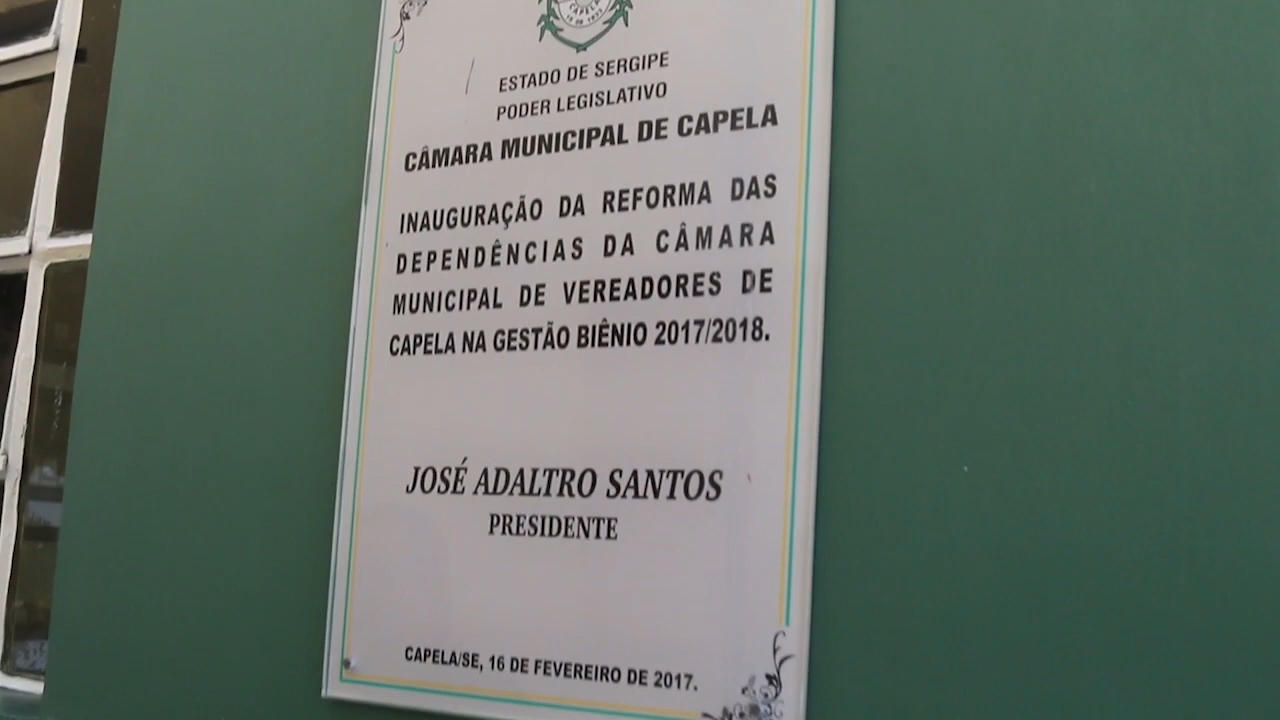 CAPELA
ESTADO DE SERGIPE
PODER LEGISLATIVO
CÂMARA MUNICIPAL DE CAPELA
INAUGURAÇÃO DA REFORMA DAS
DEPENDÊNCIAS DA CÂMARA
MUNICIPAL DE VEREADORES DE
CAPELA NA GESTÃO BIÊNIO 2017/2018.
JOSÉ ADALTRO SANTOS
PRESIDENTE
CAPELA/SE, 16 DE FEVEREIRO DE 2017.